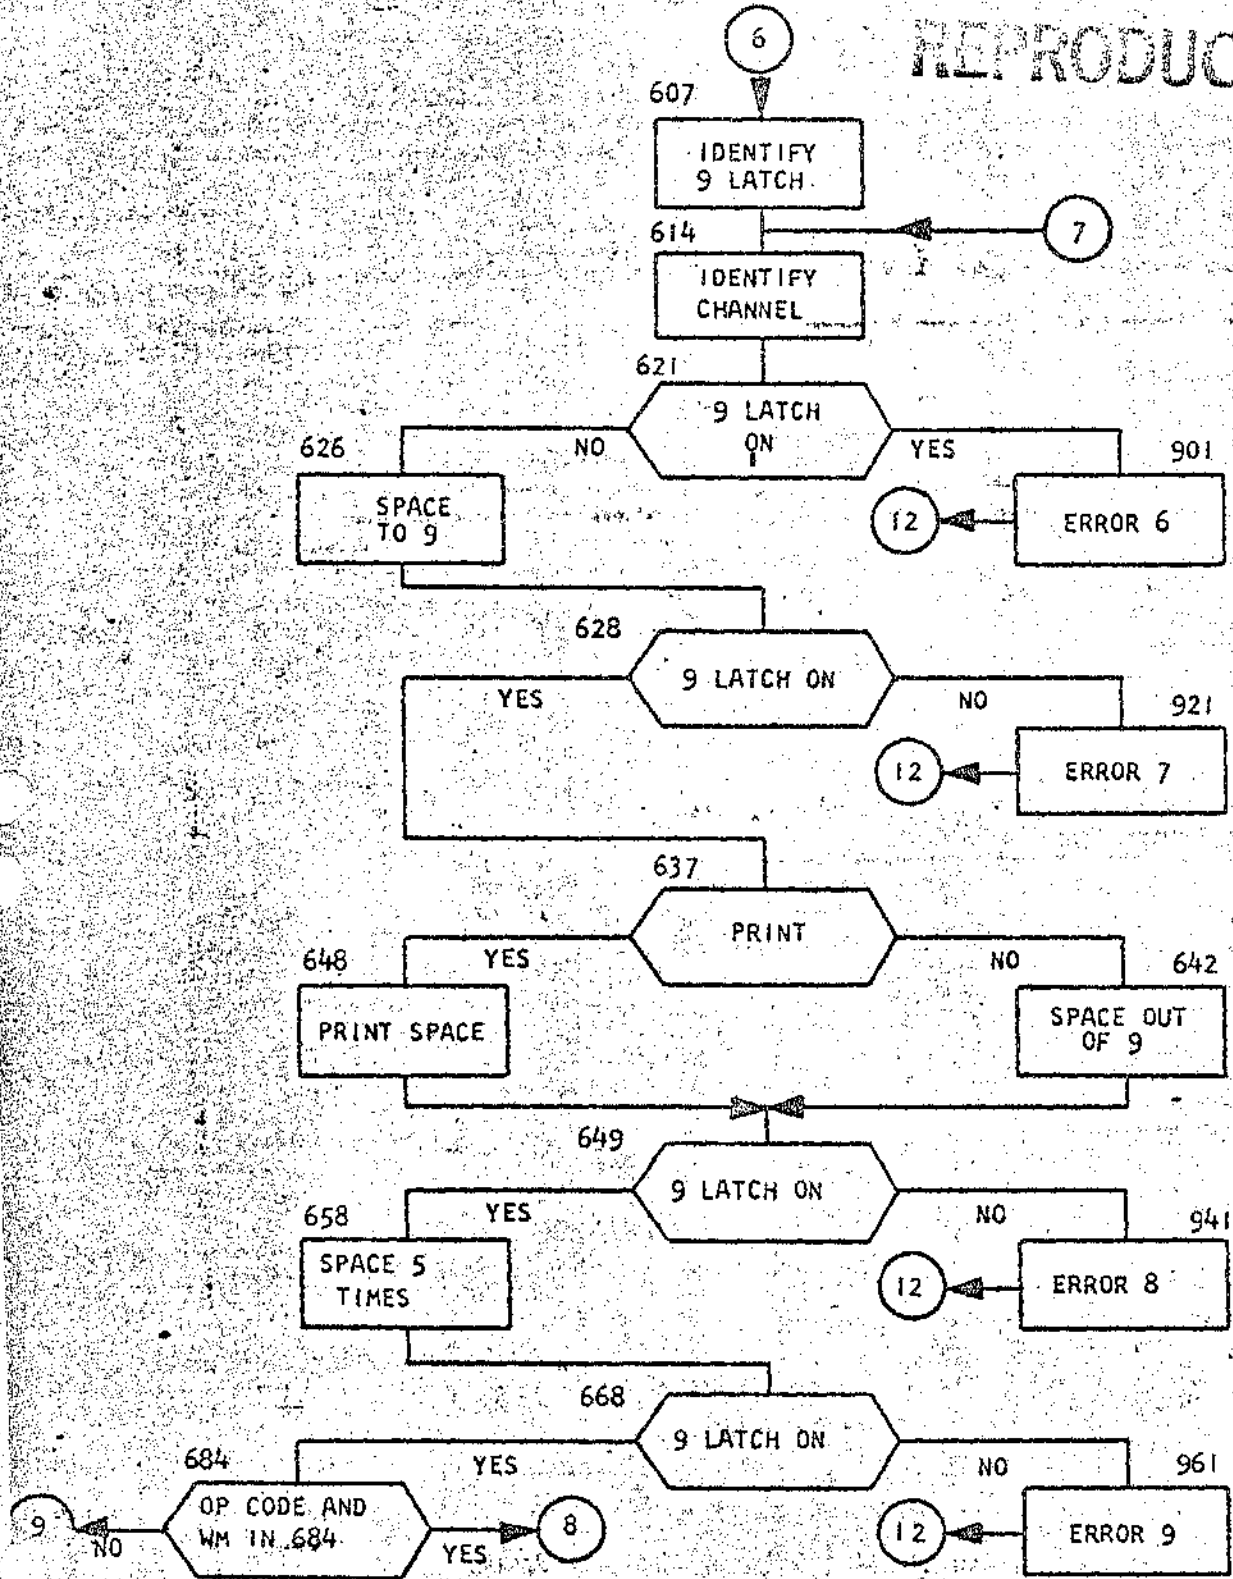 6
REPRODUC
607
IDENTIFY
9 LATCH
7
614
IDENTIFY
CHANNEL
621
9 LATCH
ON
NO
YES
626
901
SPACE
TO 9
12
ERROR 6
628
9 LATCH ON
YES
NO
921
12
ERROR 7
637
PRINT
YES
NO
648
642
PRINT SPACE
SPACE OUT
OF 9
649
9 LATCH ON
YES
NO
658
941
SPACE 5
TIMES
12
ERROR 8
668
9 LATCH ON
YES
NO
684
961
9
NO
OP CODE AND
WM IN 684
YES
8
12
ERROR 9